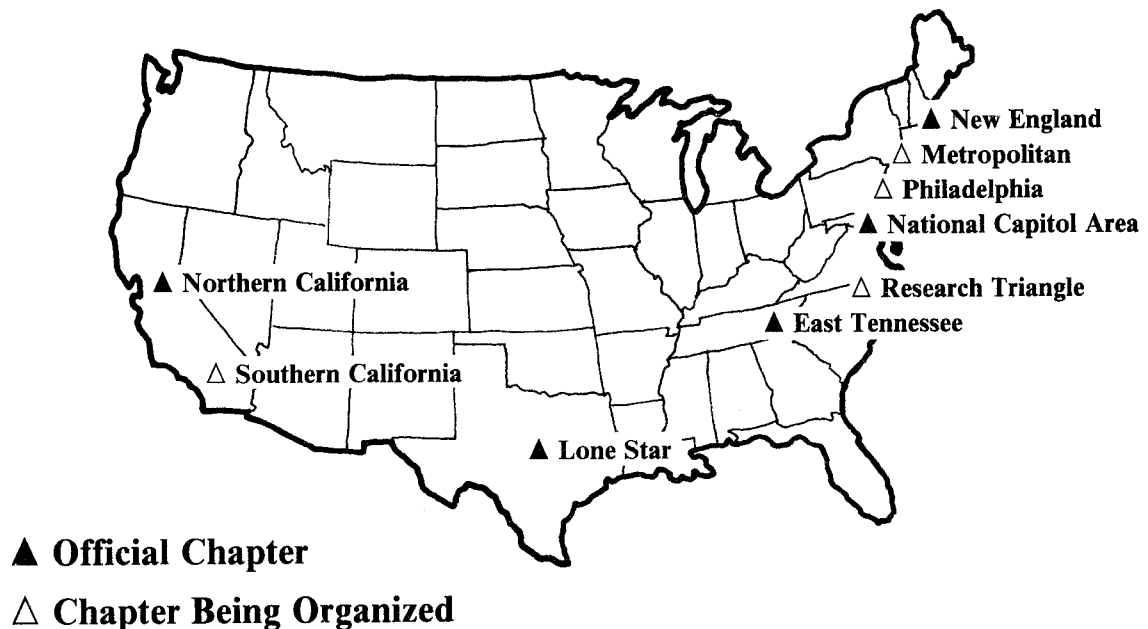 ▲ New England
△ Metropolitan
△ Philadelphia
▲ National Capitol Area
▲ Northern California
△ Research Triangle
▲ East Tennessee
△ Southern California
▲ Lone Star
▲ Official Chapter
△ Chapter Being Organized